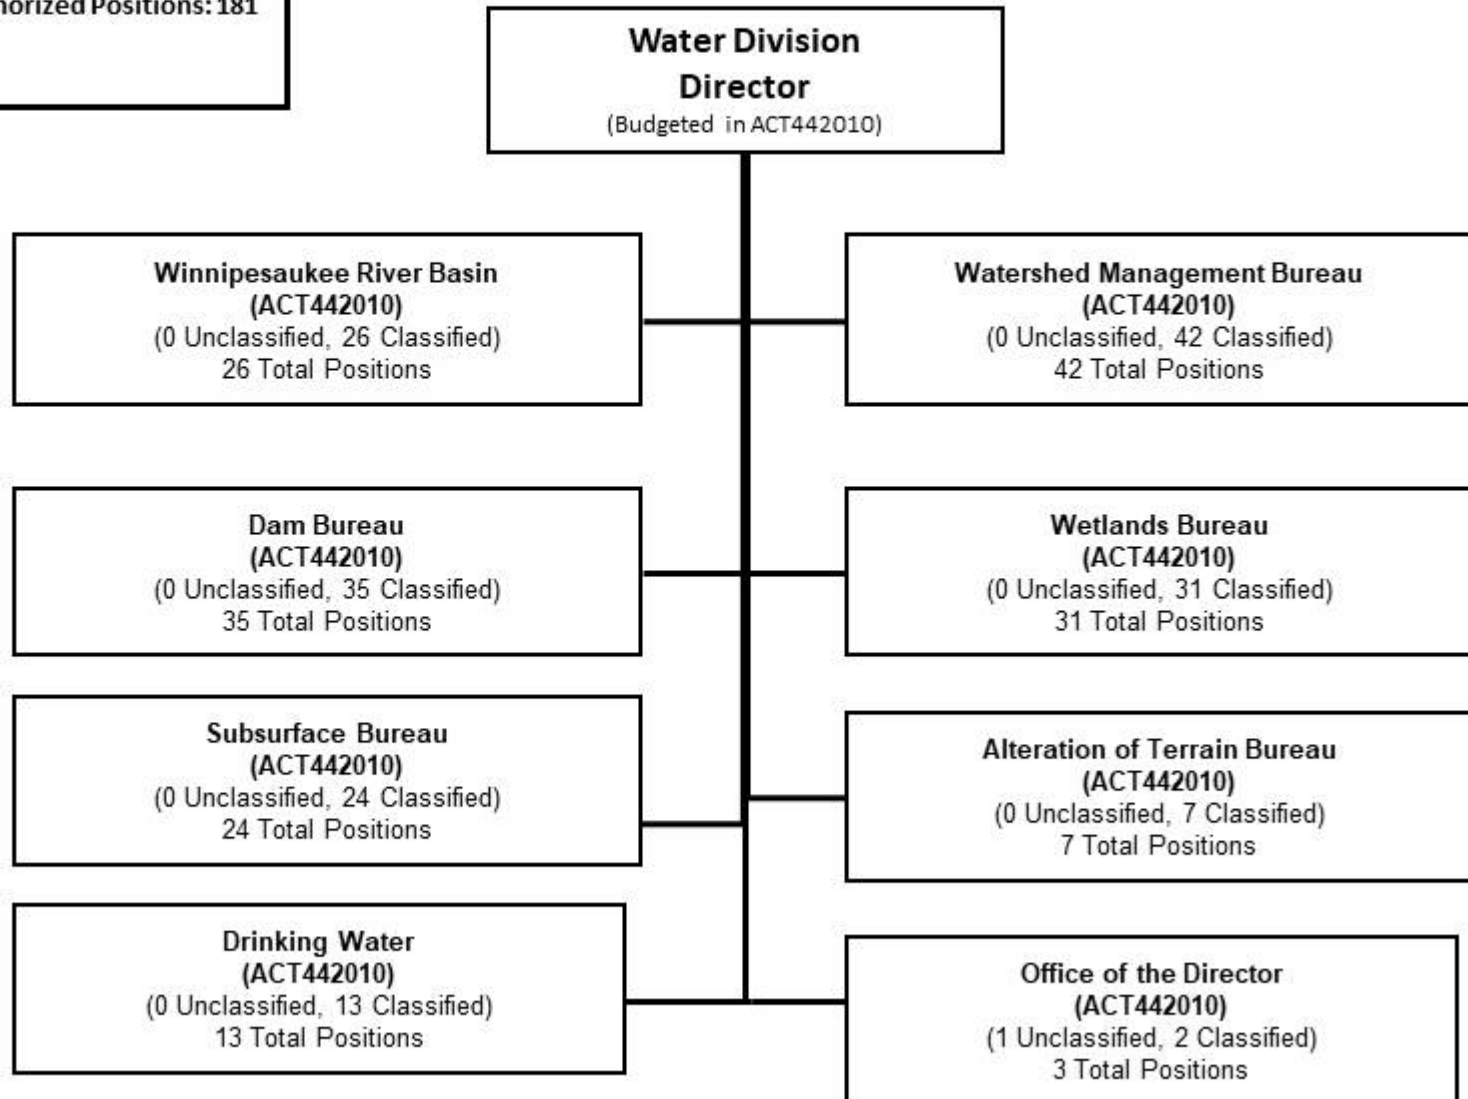 Positions: 181
Water Division
Director
(Budgeted in ACT442010)
Winnipesaukee River Basin
(ACT442010)
(0 Unclassified, 26 Classified)
26 Total Positions
Watershed Management Bureau
(ACT442010)
(0 Unclassified, 42 Classified)
42 Total Positions
Dam Bureau
(ACT442010)
(0 Unclassified, 35 Classified)
35 Total Positions
Wetlands Bureau
(ACT442010)
(0 Unclassified, 31 Classified)
31 Total Positions
Subsurface Bureau
(ACT442010)
(0 Unclassified, 24 Classified)
24 Total Positions
Alteration of Terrain Bureau
(ACT442010)
(0 Unclassified, 7 Classified)
7 Total Positions
Drinking Water
(ACT442010)
(0 Unclassified, 13 Classified)
13 Total Positions
Office of the Director
(ACT442010)
(1 Unclassified, 2 Classified)
3 Total Positions